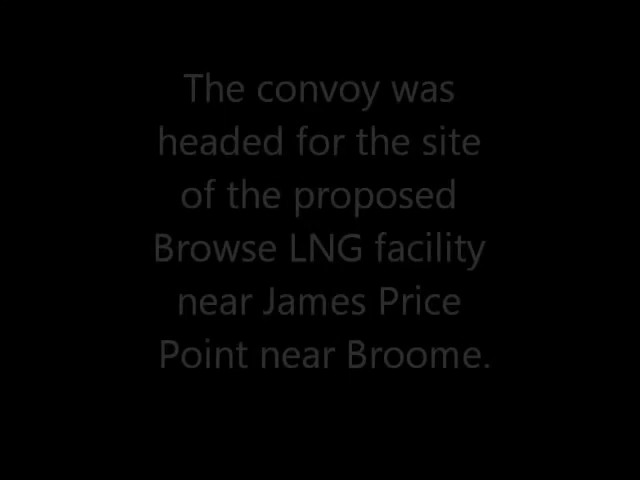 The convoy was
headed for the site
of the proposed
Browse LNG facility
near James Price
Point near Broome.